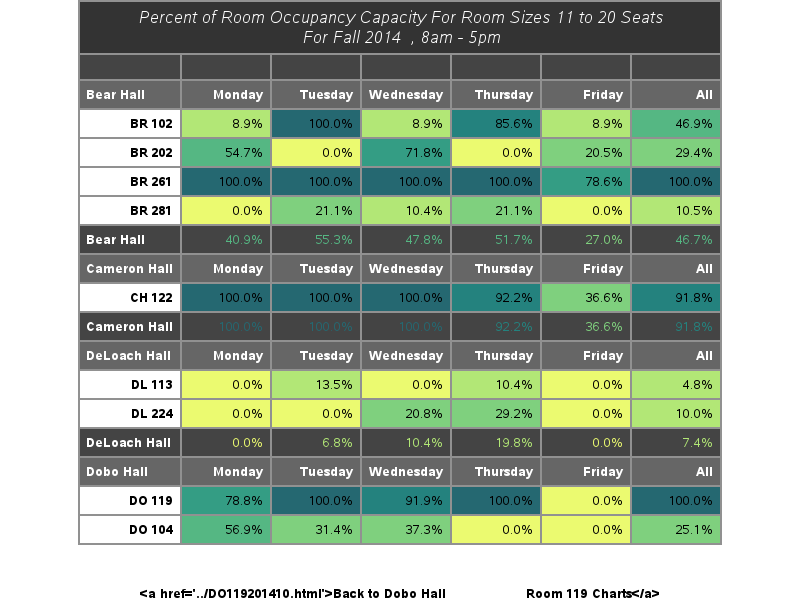 Percent of Room Occupancy Capacity For Room Sizes 11 to 20 Seats
For Fall 2014 , 8am - 5pm
Bear Hall Monday Tuesday Wednesday Thursday Friday All
BR 102 8.9% 100.0% 8.9% 85.6% 8.9% 46.9%
BR 202 54.7% 0.0% 71.8% 0.0% 20.5% 29.4%
BR 261 100.0% 100.0% 100.0% 100.0% 78.6% 100.0%
BR 281 0.0% 21.1% 10.4% 21.1% 0.0% 10.5%
Bear Hall 40.9% 55.3% 47.8% 51.7% 27.0% 46.7%
Cameron Hall Monday Tuesday Wednesday Thursday Friday All
CH 122 100.0% 100.0% 100.0% 92.2% 36.6% 91.8%
Cameron Hall 100.0% 100.0% 100.0% 92.2% 36.6% 91.8%
DeLoach Hall Monday Tuesday Wednesday Thursday Friday All
DL 113 0.0% 13.5% 0.0% 10.4% 0.0% 4.8%
DL 224 0.0% 0.0% 20.8% 29.2% 0.0% 10.0%
DeLoach Hall 0.0% 6.8% 10.4% 19.8% 0.0% 7.4%
Dobo Hall Monday Tuesday Wednesday Thursday Friday All
DO 119 78.8% 100.0% 91.9% 100.0% 0.0% 100.0%
DO 104 56.9% 31.4% 37.3% 0.0% 0.0% 25.1%
<a href='../DO119201410.html'>Back to Dobo Hall Room 119 Charts</a>